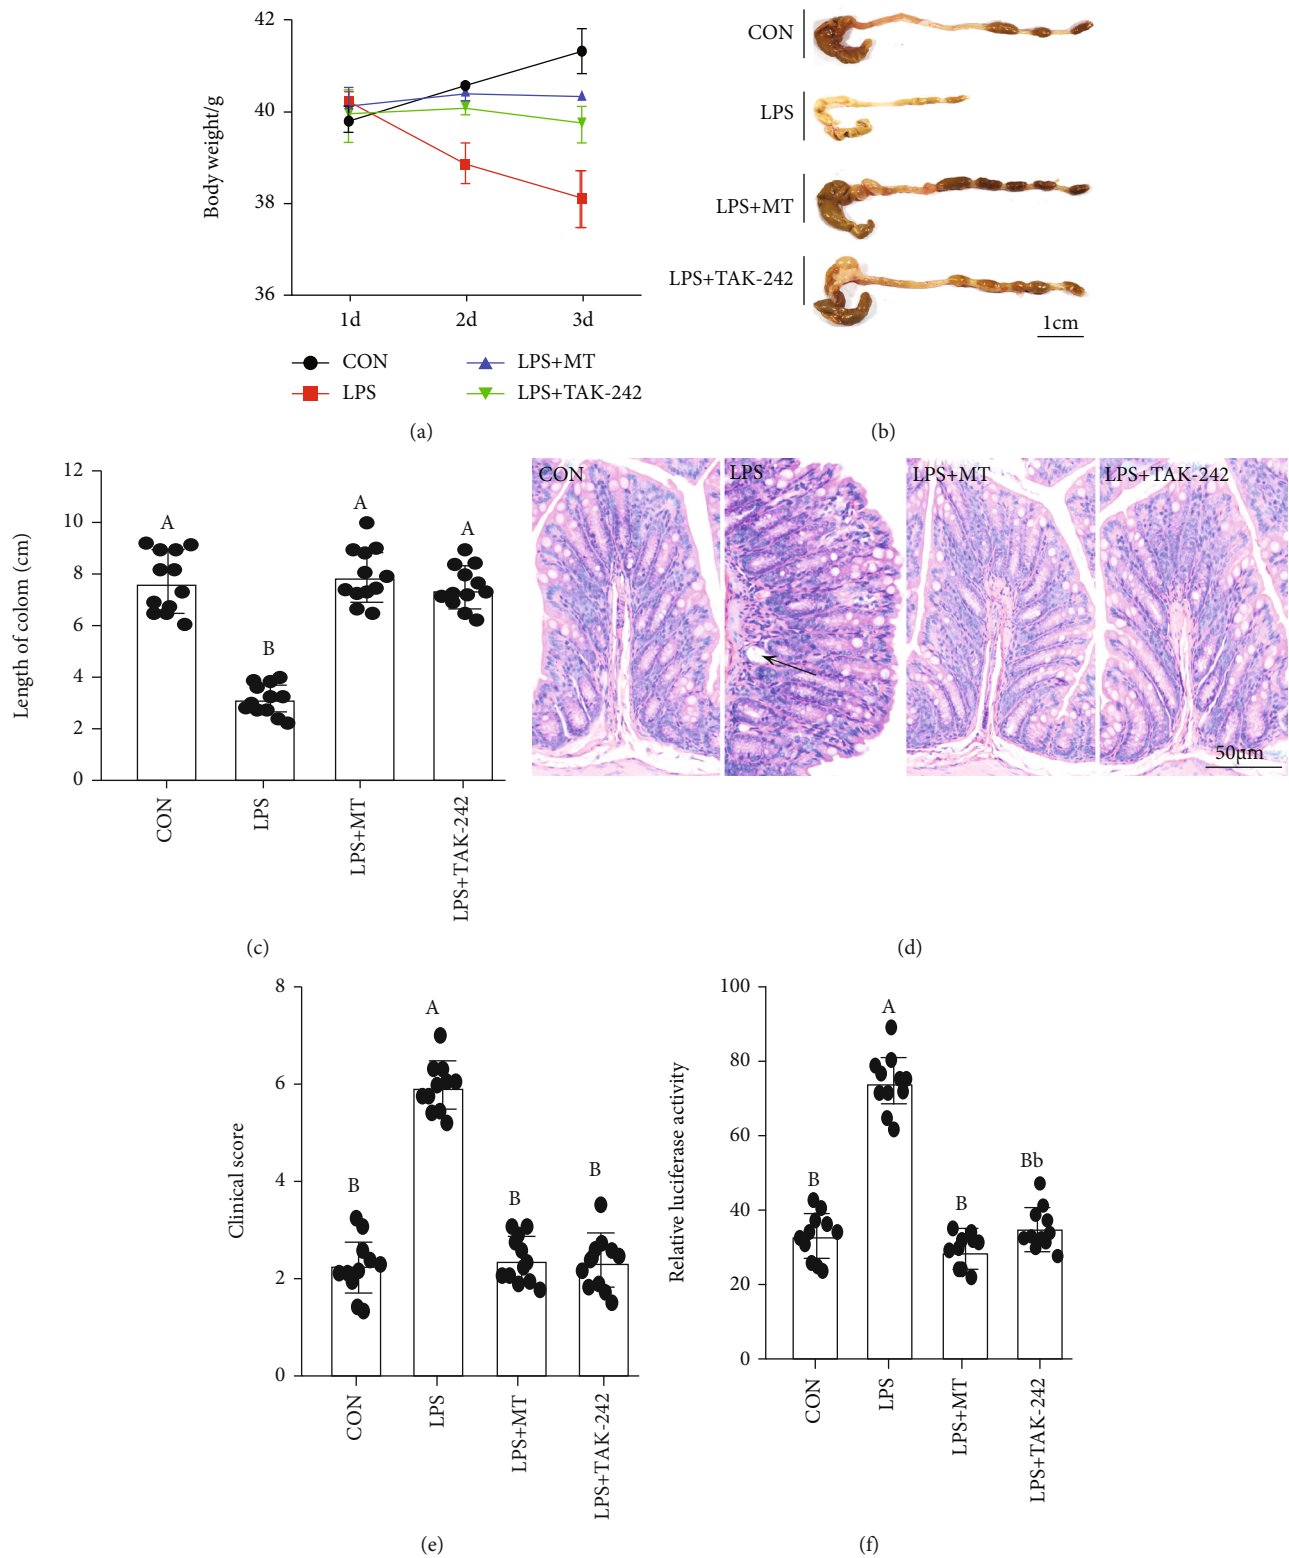 42
40
38
36
Body weight/g
1d
2d
3d
CON
LPS+MT
LPS
LPS+TAK-242
(a)
CON
LPS
LPS+MT
LPS+TAK-242
1cm
(b)
12
10
8
6
4
2
0
Length of colom (cm)
A
B
A
A
CON
LPS
LPS+MT
LPS+TAK-242
(c)
CON
LPS
LPS+MT
LPS+TAK-242
50μm
(d)
8
6
4
2
0
Clinical score
B
A
B
B
CON
LPS
LPS+MT
LPS+TAK-242
(e)
100
80
60
40
20
0
Relative luciferase activity
B
A
B
Bb
CON
LPS
LPS+MT
LPS+TAK-242
(f)